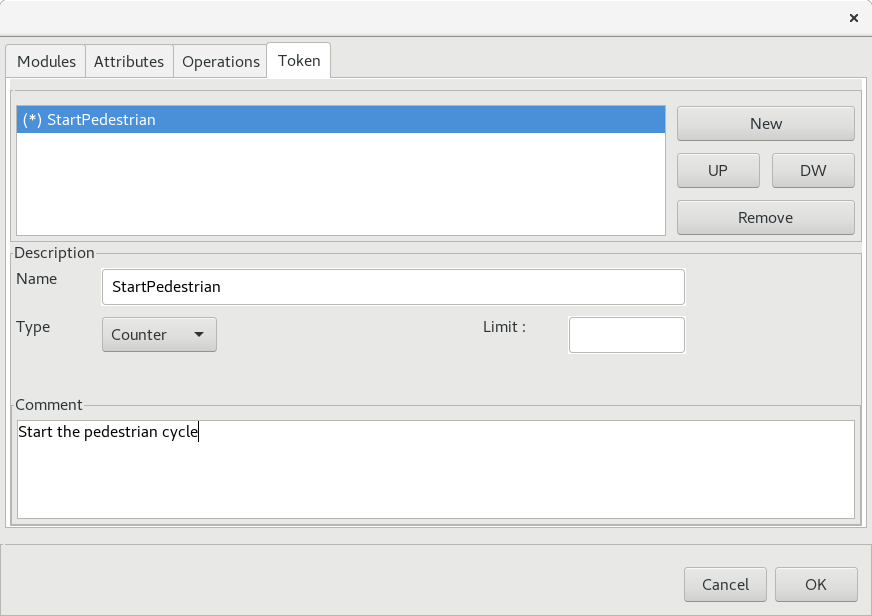 Modules Attributes Operations Token
(*) StartPedestrian
New
UP DW
Remove
Description
Name StartPedestrian
Type Counter Limit :
Comment
Start the pedestrian cycle
Cancel OK